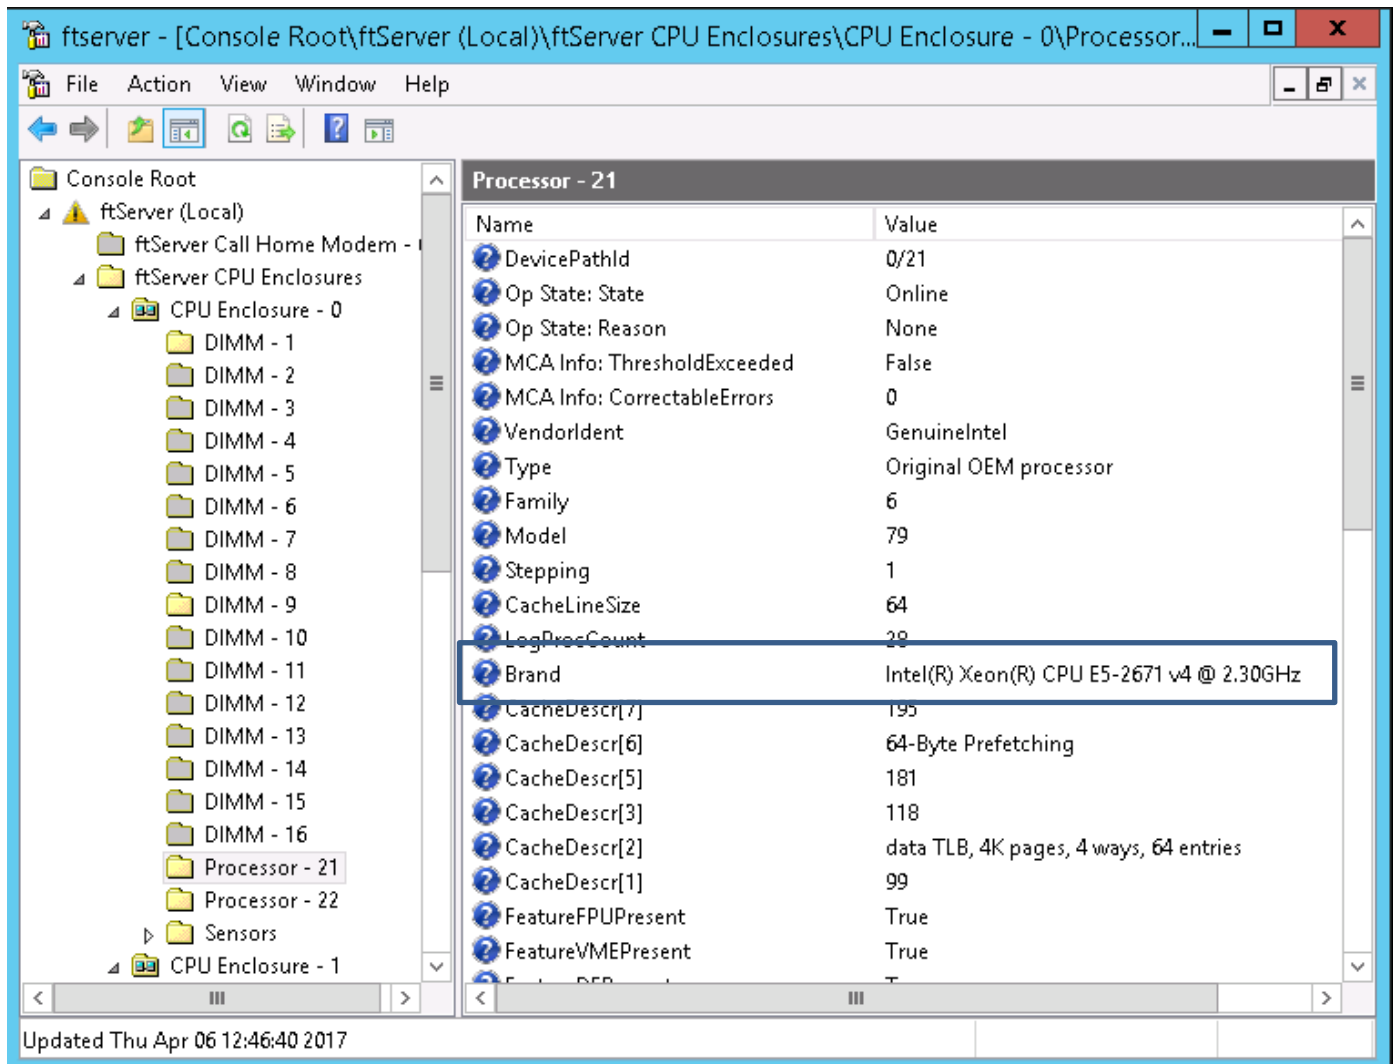 ftserver - [Console Root\ftServer (Local)\ftServer CPU Enclosures\CPU Enclosure - 0\Processor...
File Action View Window Help
Console Root
ftServer (Local)
ftServer Call Home Modem -
ftServer CPU Enclosures
CPU Enclosure - 0
DIMM - 1
DIMM - 2
DIMM - 3
DIMM - 4
DIMM - 5
DIMM - 6
DIMM - 7
DIMM - 8
DIMM - 9
DIMM - 10
DIMM - 11
DIMM - 12
DIMM - 13
DIMM - 14
DIMM - 15
DIMM - 16
Processor - 21
Processor - 22
Sensors
CPU Enclosure - 1
Processor - 21
Name Value
DevicePathId 0/21
Op State: State Online
Op State: Reason None
MCA Info: ThresholdExceeded False
MCA Info: CorrectableErrors 0
VendorIdent GenuineIntel
Type Original OEM processor
Family 6
Model 79
Stepping 1
CacheLineSize 64
LogProcCount 28
Brand Intel(R) Xeon(R) CPU E5-2671 v4 @ 2.30GHz
CacheDescr[7] 195
CacheDescr[6] 64-Byte Prefetching
CacheDescr[5] 181
CacheDescr[3] 118
CacheDescr[2] data TLB, 4K pages, 4 ways, 64 entries
CacheDescr[1] 99
FeatureFPUPresent True
FeatureVMEPresent True
Updated Thu Apr 06 12:46:40 2017